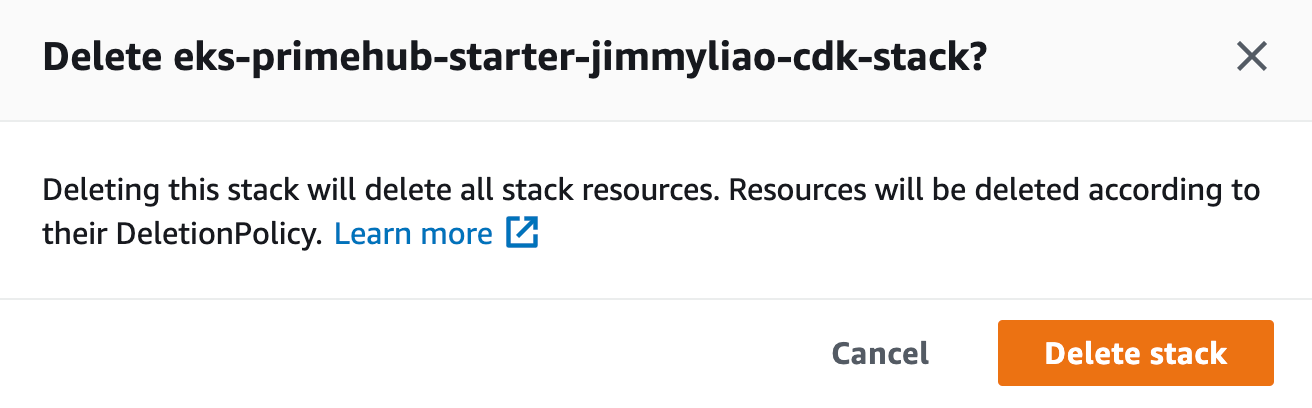 Delete eks-primehub-starter-jimmyliao-cdk-stack?
Deleting this stack will delete all stack resources. Resources will be deleted according to
their DeletionPolicy. Learn more
Cancel
Delete stack